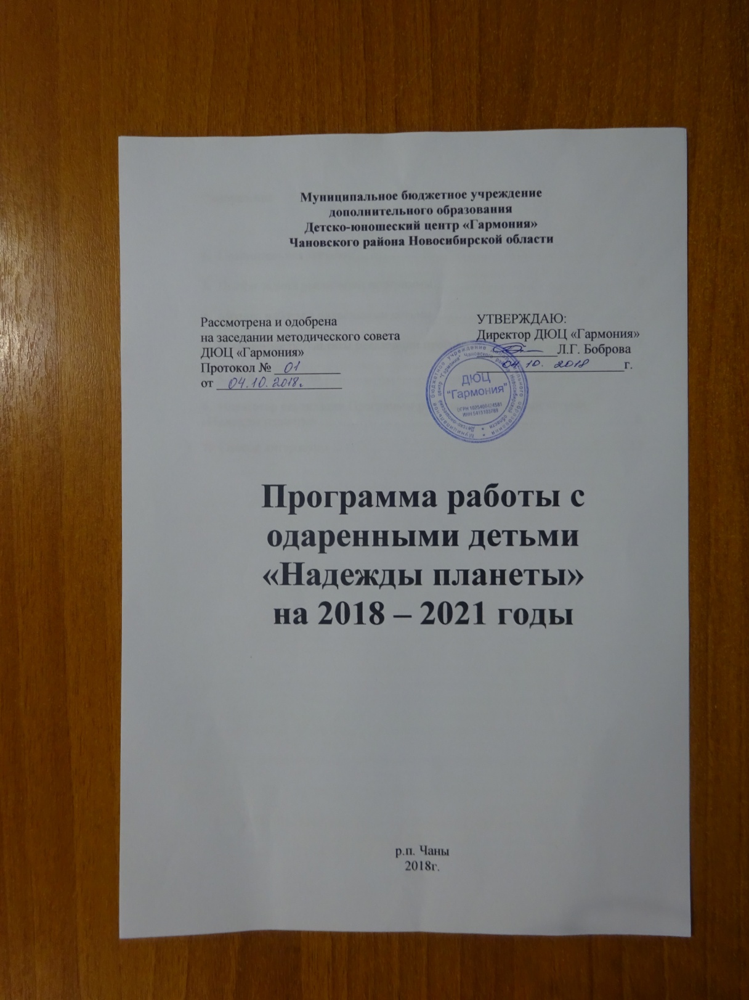 Муниципальное бюджетное учреждение
дополнительного образования
Детско-юношеский центр «Гармония»
Чановского района Новосибирской области
Рассмотрена и одобрена
на заседании методического совета
ДЮЦ «Гармония»
Протокол № 01
от 04.10.2018г.
УТВЕРЖДАЮ:
Директор ДЮЦ «Гармония»
Л.Г. Боброва
04.10. 2018 г.
ДЮЦ
"Гармония"
ИНН 5415103789
Программа работы с
одаренными детьми
«Надежды планеты»
на 2018 – 2021 годы
р.п. Чаны
2018г.